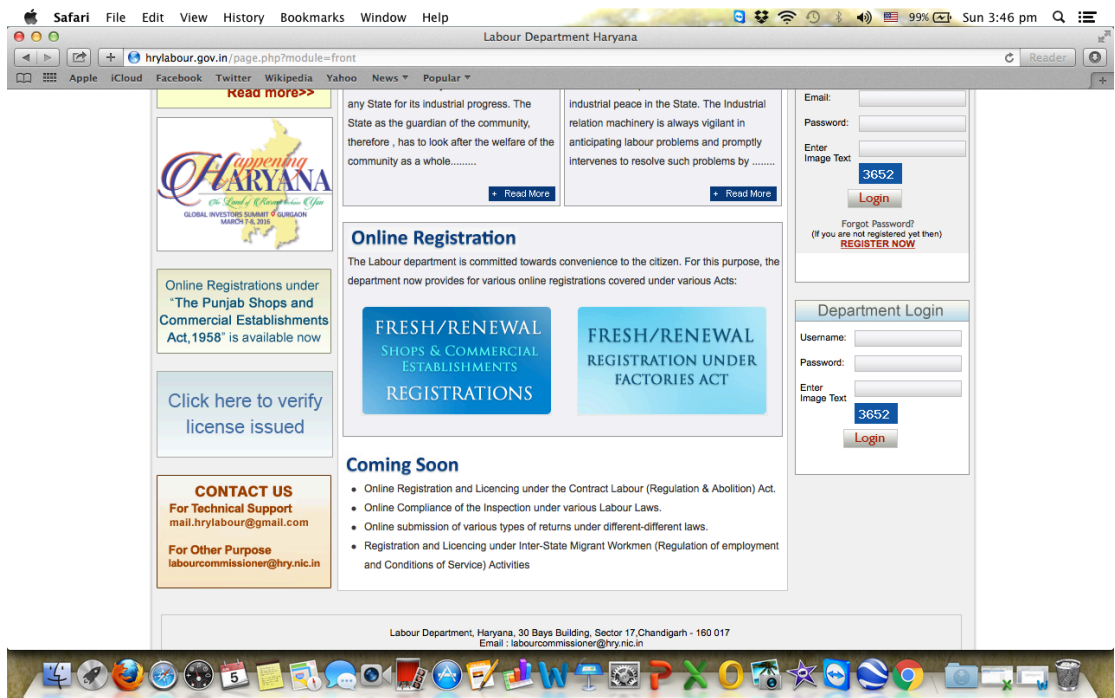 Safari File Edit View History Bookmarks Window Help
99% Sun 3:46 pm
Labour Department Haryana
hrylabour.gov.in/page.php?module=front
Reader
Apple iCloud Facebook Twitter Wikipedia Yahoo News Popular
Read more>>
Happening
HARYANA
GLOBAL INVESTORS SUMMIT GURGAON
MARCH 7-8, 2016
Online Registrations under
"The Punjab Shops and
Commercial Establishments
Act,1958" is available now
Click here to verify
license issued
CONTACT US
For Technical Support
mail.hrylabour@gmail.com
For Other Purpose
labourcommissioner@hry.nic.in
any State for its industrial progress. The
State as the guardian of the community,
therefore , has to look after the welfare of the
community as a whole.........
+ Read More
industrial peace in the State. The Industrial
relation machinery is always vigilant in
anticipating labour problems and promptly
intervenes to resolve such problems by ........
+ Read More
Online Registration
The Labour department is committed towards convenience to the citizen. For this purpose, the
department now provides for various online registrations covered under various Acts:
FRESH/RENEWAL
SHOPS & COMMERCIAL
ESTABLISHMENTS
REGISTRATIONS
FRESH/RENEWAL
REGISTRATION UNDER
FACTORIES ACT
Coming Soon
• Online Registration and Licencing under the Contract Labour (Regulation & Abolition) Act.
• Online Compliance of the Inspection under various Labour Laws.
• Online submission of various types of returns under different-different laws.
• Registration and Licencing under Inter-State Migrant Workmen (Regulation of employment
and Conditions of Service) Activities
Email:
Password:
Enter
Image Text
3652
Login
Forgot Password?
(If you are not registered yet then)
REGISTER NOW
Department Login
Username:
Password:
Enter
Image Text
3652
Login
Labour Department, Haryana, 30 Bays Building, Sector 17,Chandigarh - 160 017
Email : labourcommissioner@hry.nic.in
5